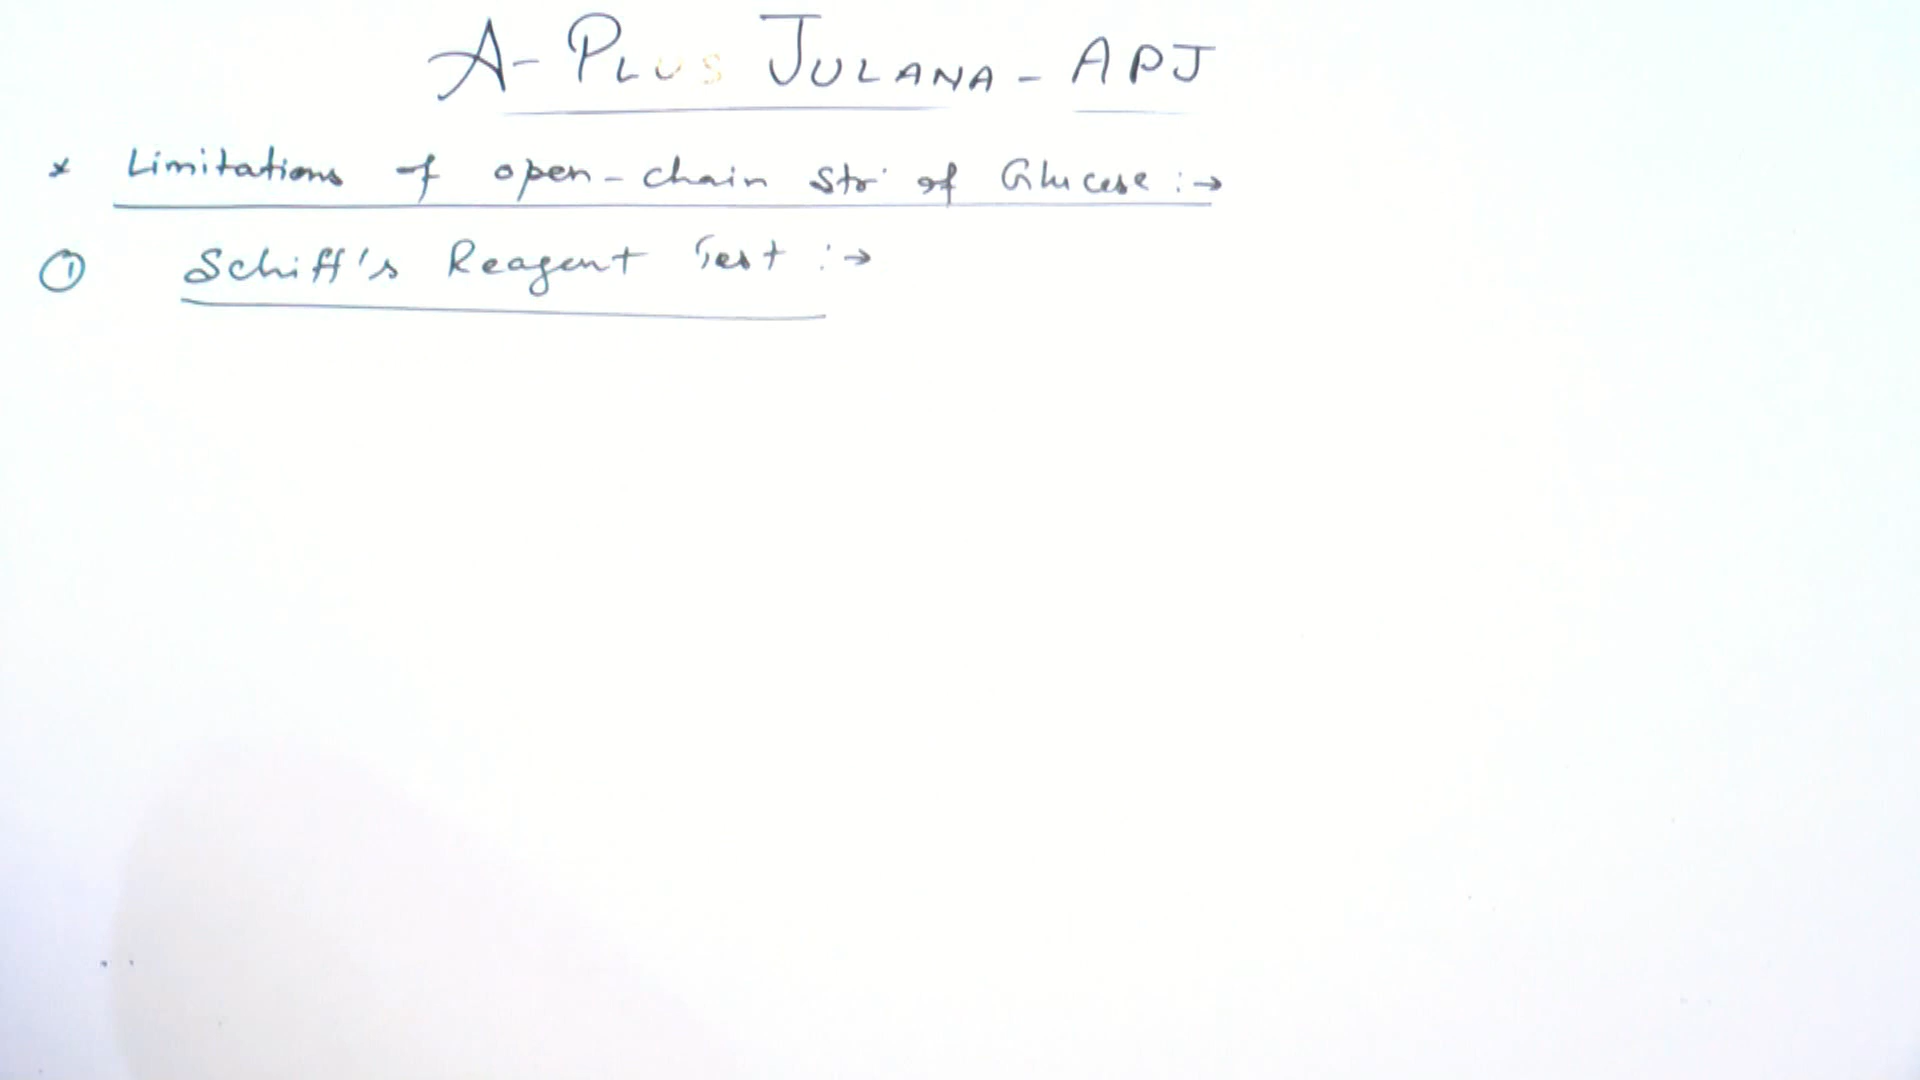 A- PLUS JULANA - APJ
* Limitations of open-chain str. of Glucose :→
① Schiff's Reagent Test :→